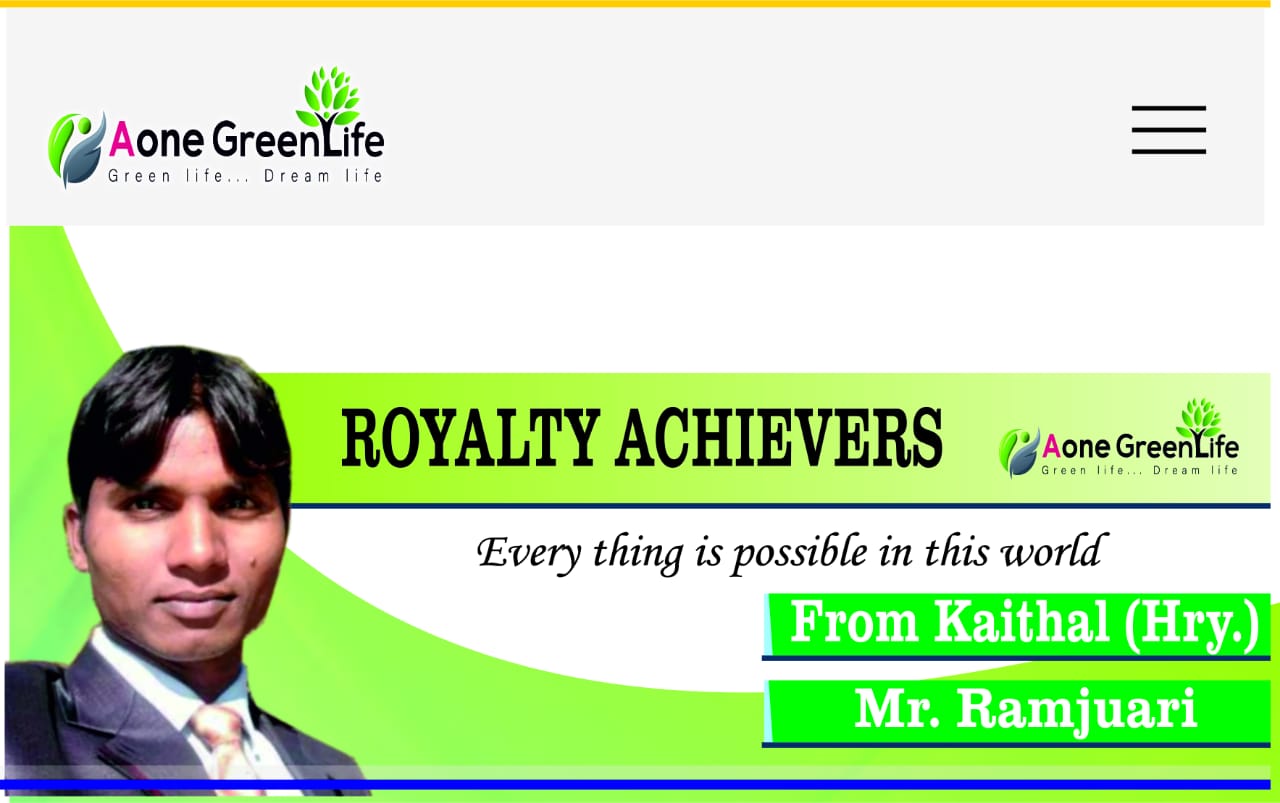 Aone GreenLife
Green life... Dream life
ROYALTY ACHIEVERS
Aone GreenLife
Green life... Dream life
Every thing is possible in this world
From Kaithal (Hry.)
Mr. Ramjuari